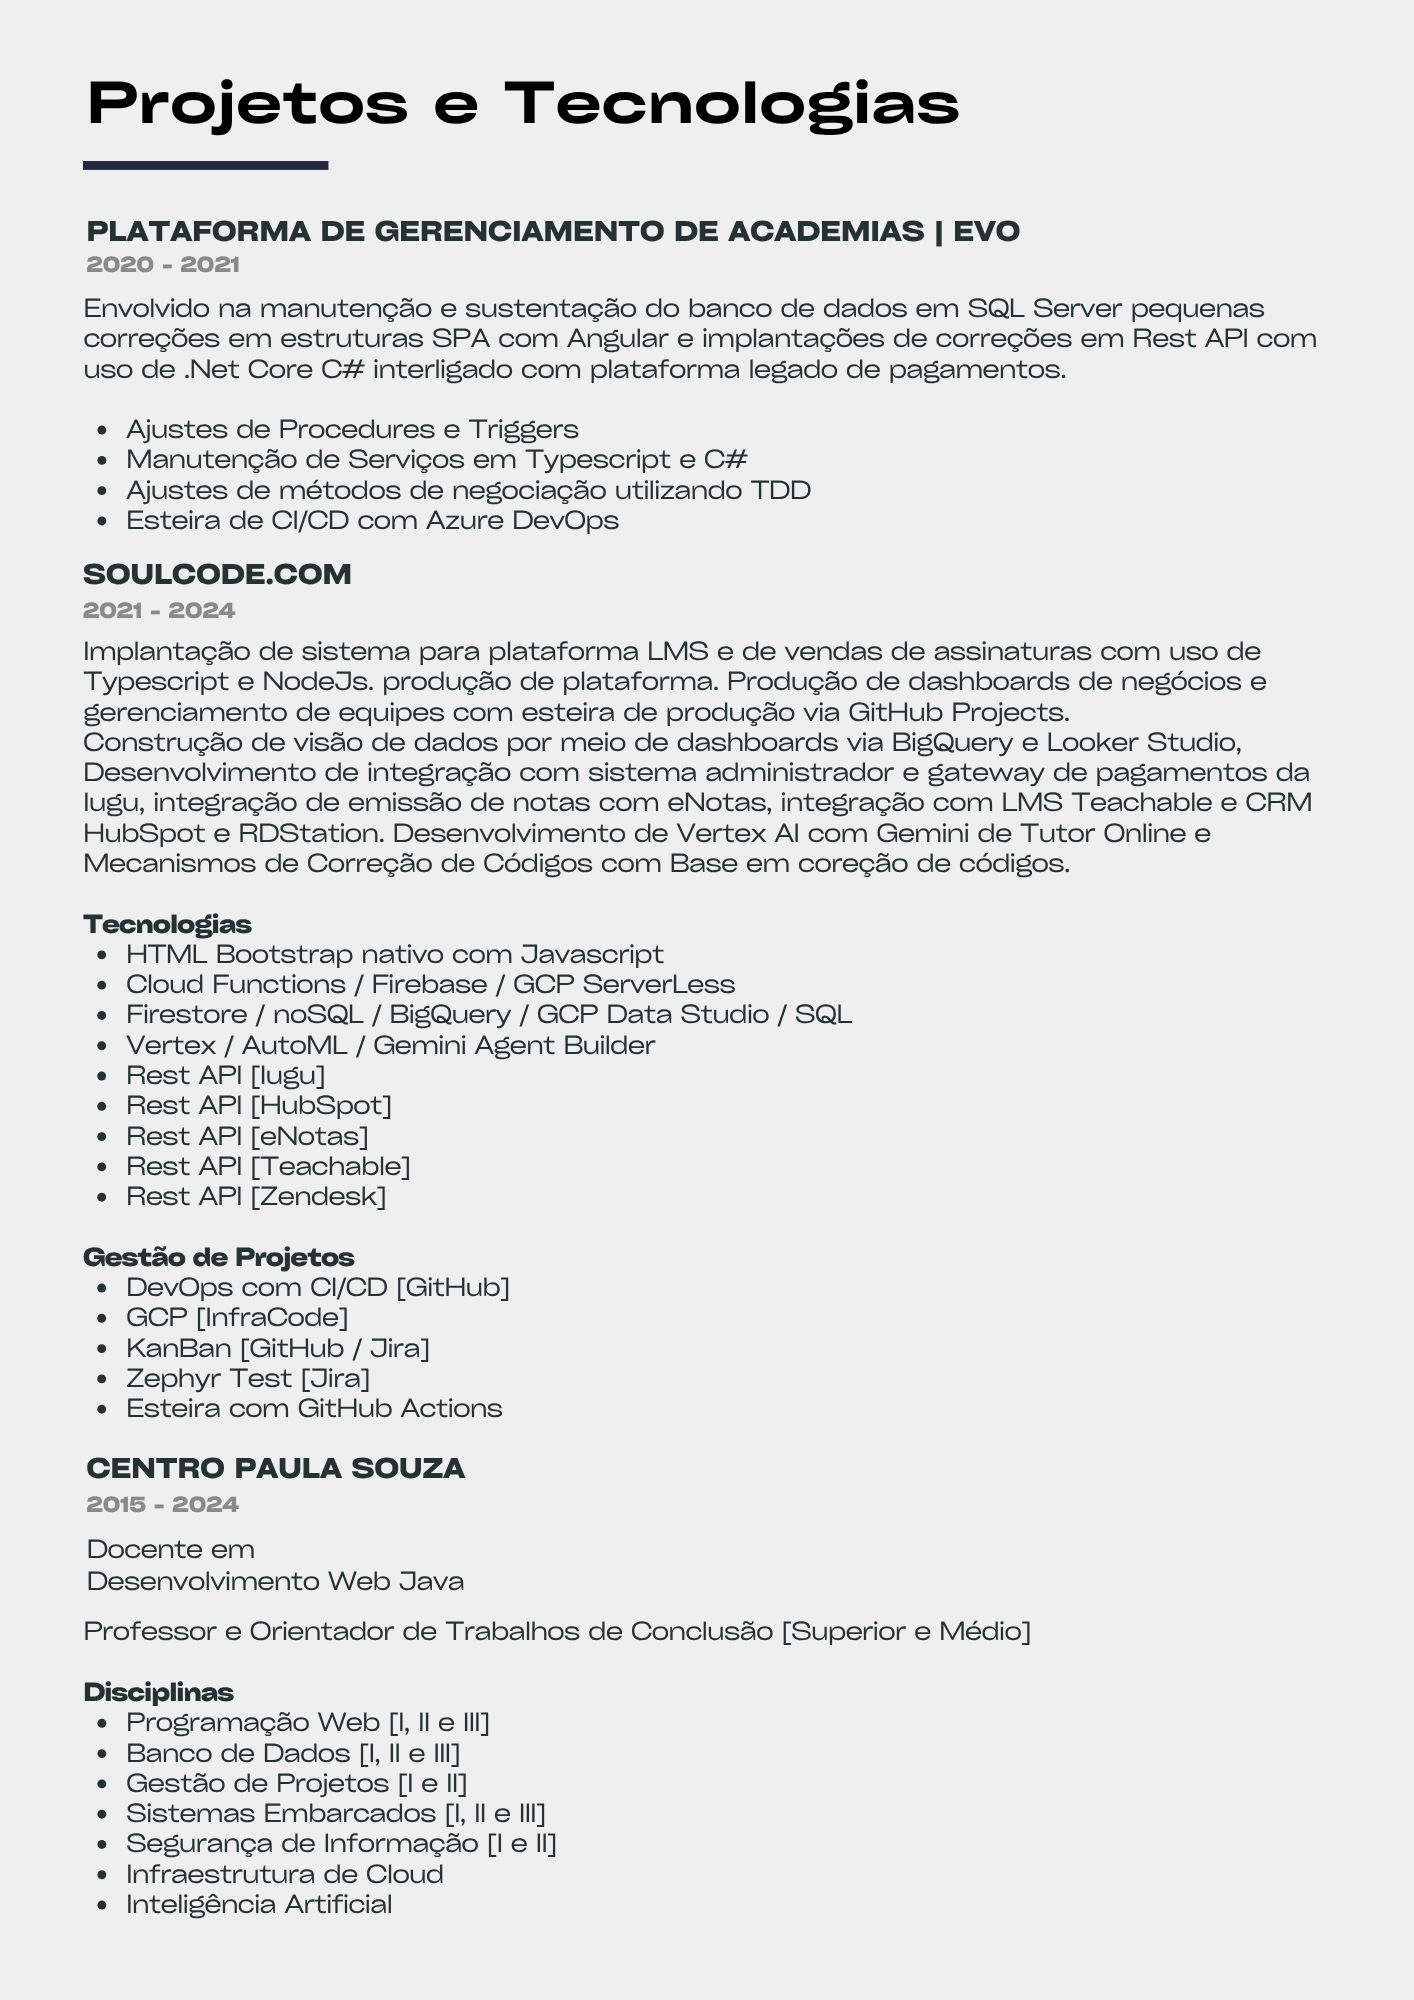 Projetos e Tecnologias
PLATAFORMA DE GERENCIAMENTO DE ACADEMIAS | EVO
2020 - 2021
Envolvido na manutenção e sustentação do banco de dados em SQL Server pequenas
correções em estruturas SPA com Angular e implantações de correções em Rest API com
uso de .Net Core C# interligado com plataforma legado de pagamentos.
• Ajustes de Procedures e Triggers
• Manutenção de Serviços em Typescript e C#
• Ajustes de métodos de negociação utilizando TDD
• Esteira de CI/CD com Azure DevOps
SOULCODE.COM
2021 - 2024
Implantação de sistema para plataforma LMS e de vendas de assinaturas com uso de
Typescript e NodeJs. produção de plataforma. Produção de dashboards de negócios e
gerenciamento de equipes com esteira de produção via GitHub Projects.
Construção de visão de dados por meio de dashboards via BigQuery e Looker Studio,
Desenvolvimento de integração com sistema administrador e gateway de pagamentos da
Iugu, integração de emissão de notas com eNotas, integração com LMS Teachable e CRM
HubSpot e RDStation. Desenvolvimento de Vertex AI com Gemini de Tutor Online e
Mecanismos de Correção de Códigos com Base em coreção de códigos.
Tecnologias
• HTML Bootstrap nativo com Javascript
• Cloud Functions / Firebase / GCP ServerLess
• Firestore / noSQL / BigQuery / GCP Data Studio / SQL
• Vertex / AutoML / Gemini Agent Builder
• Rest API [Iugu]
• Rest API [HubSpot]
• Rest API [eNotas]
• Rest API [Teachable]
• Rest API [Zendesk]
Gestão de Projetos
• DevOps com CI/CD [GitHub]
• GCP [InfraCode]
• KanBan [GitHub / Jira]
• Zephyr Test [Jira]
• Esteira com GitHub Actions
CENTRO PAULA SOUZA
2015 - 2024
Docente em
Desenvolvimento Web Java
Professor e Orientador de Trabalhos de Conclusão [Superior e Médio]
Disciplinas
• Programação Web [I, II e III]
• Banco de Dados [I, II e III]
• Gestão de Projetos [I e II]
• Sistemas Embarcados [I, II e III]
• Segurança de Informação [I e II]
• Infraestrutura de Cloud
• Inteligência Artificial